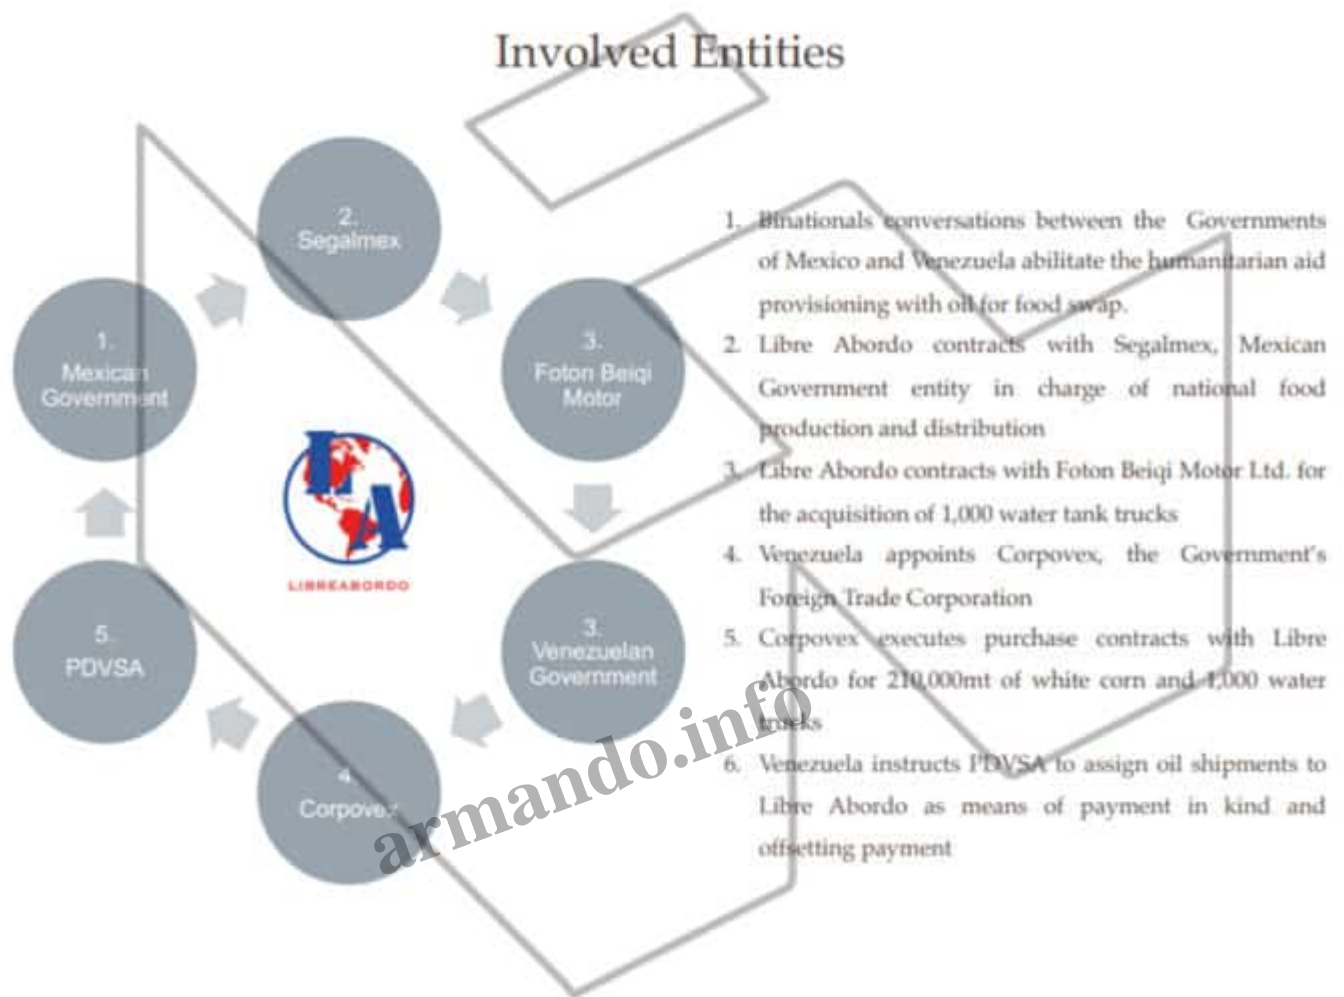 Involved Entities
2.
Segalmex
1.
Mexican
Government
3.
Foton Beiqi
Motor
LIBREABORDO
5.
PDVSA
3.
Venezuelan
Government
4.
Corpovex
1. Binationals conversations between the Governments
of Mexico and Venezuela abilitate the humanitarian aid
provisioning with oil for food swap.
2. Libre Abordo contracts with Segalmex, Mexican
Government entity in charge of national food
production and distribution
3. Libre Abordo contracts with Foton Beiqi Motor Ltd. for
the acquisition of 1,000 water tank trucks
4. Venezuela appoints Corpovex, the Government's
Foreign Trade Corporation
5. Corpovex executes purchase contracts with Libre
Abordo for 210,000mt of white corn and 1,000 water
trucks
6. Venezuela instructs PDVSA to assign oil shipments to
Libre Abordo as means of payment in kind and
offsetting payment
LA
armando.info